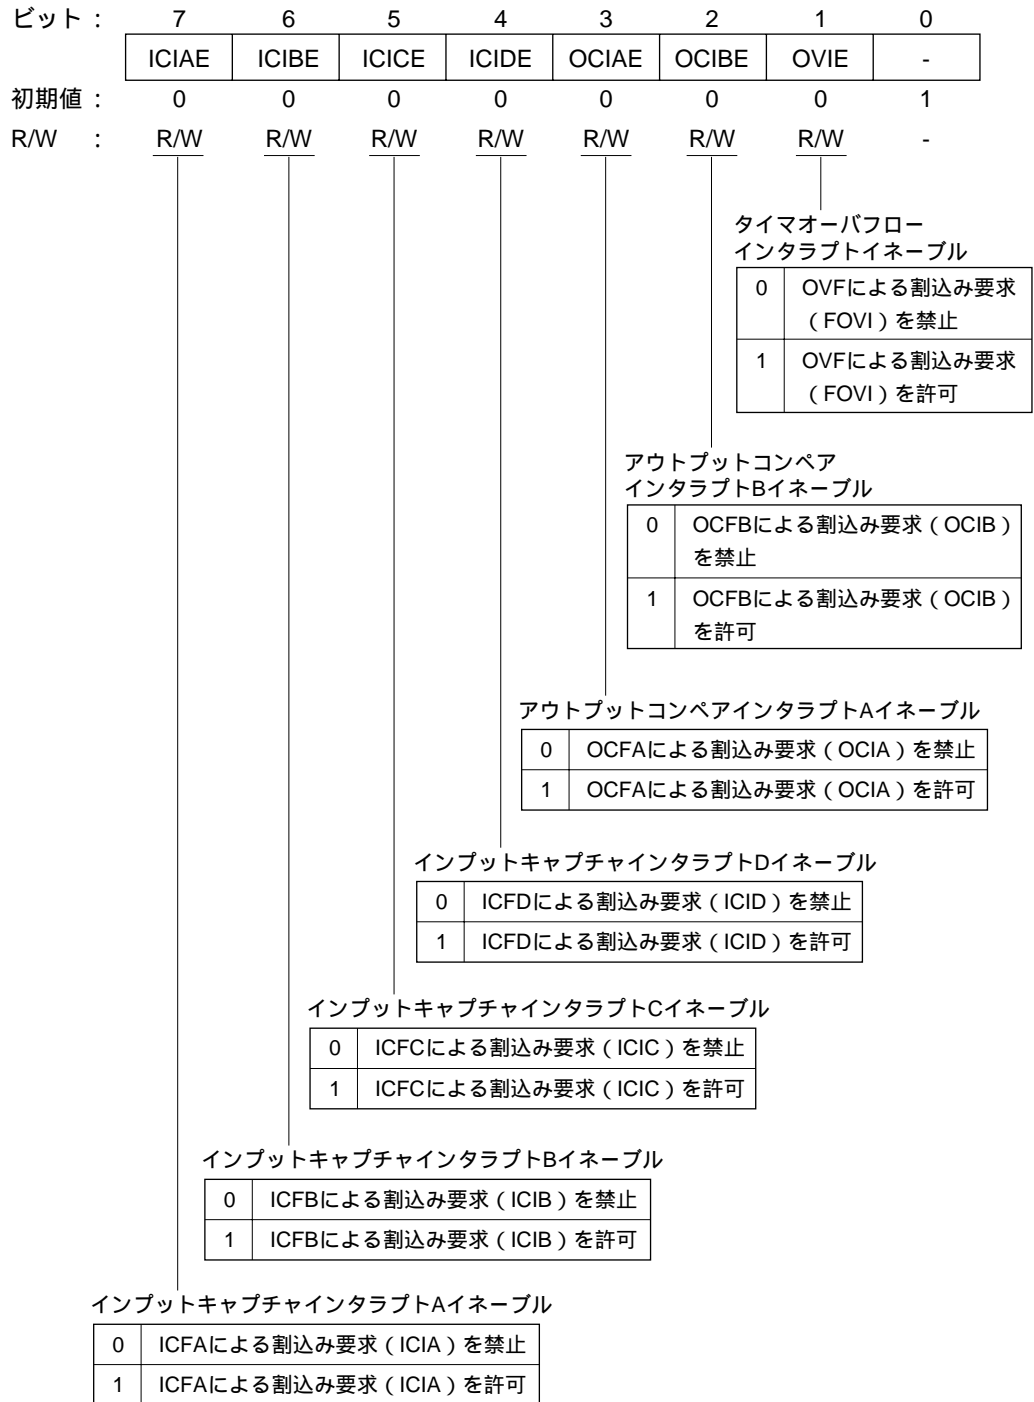 ビット： 7 6 5 4 3 2 1 0
ICIAE ICIBE ICICE ICIDE OCIAE OCIBE OVIE -
初期値： 0 0 0 0 0 0 0 1
R/W ： R/W R/W R/W R/W R/W R/W R/W -
タイマオーバフロー
インタラプトイネーブル
0 OVFによる割込み要求
（FOVI）を禁止
1 OVFによる割込み要求
（FOVI）を許可
アウトプットコンペア
インタラプトBイネーブル
0 OCFBによる割込み要求（OCIB）
を禁止
1 OCFBによる割込み要求（OCIB）
を許可
アウトプットコンペアインタラプトAイネーブル
0 OCFAによる割込み要求（OCIA）を禁止
1 OCFAによる割込み要求（OCIA）を許可
インプットキャプチャインタラプトDイネーブル
0 ICFDによる割込み要求（ICID）を禁止
1 ICFDによる割込み要求（ICID）を許可
インプットキャプチャインタラプトCイネーブル
0 ICFCによる割込み要求（ICIC）を禁止
1 ICFCによる割込み要求（ICIC）を許可
インプットキャプチャインタラプトBイネーブル
0 ICFBによる割込み要求（ICIB）を禁止
1 ICFBによる割込み要求（ICIB）を許可
インプットキャプチャインタラプトAイネーブル
0 ICFAによる割込み要求（ICIA）を禁止
1 ICFAによる割込み要求（ICIA）を許可